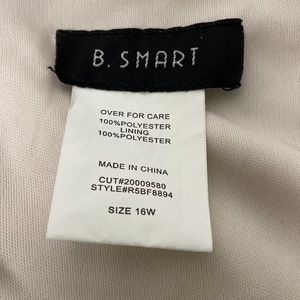 B. SMART
OVER FOR CARE
100%POLYESTER
LINING
100%POLYESTER
MADE IN CHINA
CUT#20009580
STYLE#R5BF8894
SIZE 16W